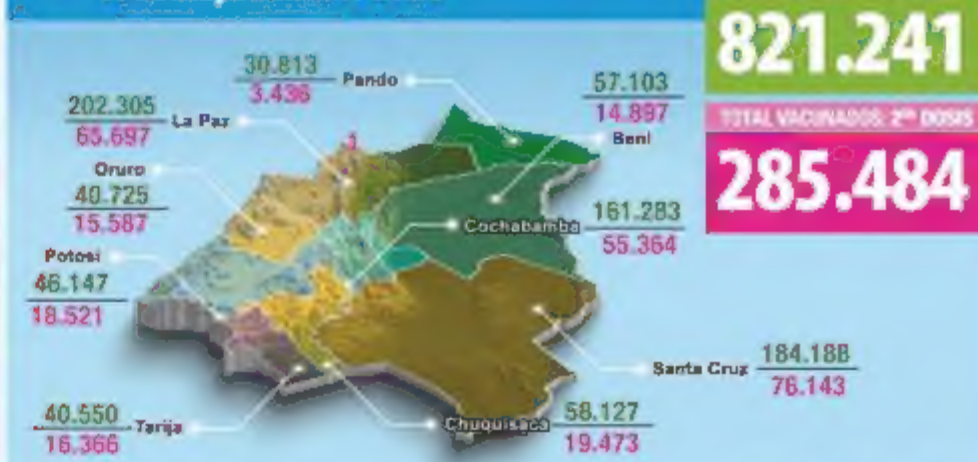 821.241
TOTAL VACUNADOS: 2ᵈᵃ DOSIS
285.484
30.813
3.436
Pando
57.103
14.897
Beni
202.305
65.697
La Paz
Oruro
40.725
15.587
Cochabamba
161.283
55.364
Potosí
46.147
18.521
Santa Cruz
184.188
76.143
40.550
16.366
Tarija
Chuquisaca
58.127
19.473